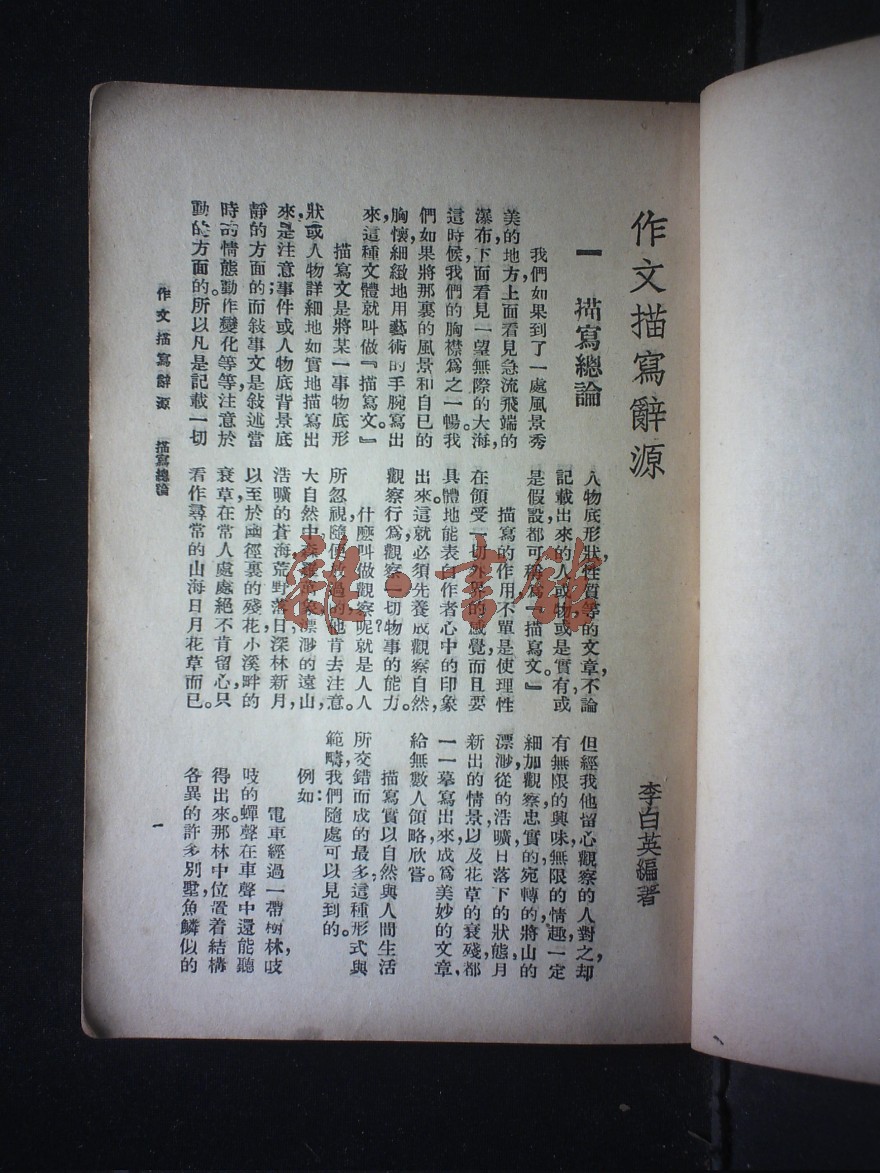 作文描寫辭源
李白英編著
一 描寫總論
我們如果到了一處風景秀
美的地方，上面看見急流飛端的
瀑布，下面看見一望無際的大海，
這時候，我們的胸襟爲之一暢。我
們如果將那裏的風景和自已的
胸懷，細緻地用藝術的手腕寫出
來，這種文體就叫做『描寫文』
描寫文是將某一事物底形
狀，或人物詳細地如實地描寫出
來，是注意事件或人物底背景底
靜的方面的；而敍事文是敍述當
時的情態動作變化等等，注意於
動的方面的。所以凡是記載一切
人物底形狀性質等的文章，不論
記載出來的人或物，或是實有，或
是假設，都可稱爲『描寫文』。
描寫的作用，不單是使理性
在領受一切外界的感覺，而且要
具體地能表白作者心中的印象
出來。這就必須先養成觀察自然，
觀察行爲，觀察一切物事的能力。
什麽叫做觀察呢？就是人人
所忽視隨便放過的，他肯去注意。
大自然中
漂渺的遠山，
浩曠的蒼海，荒野落日，深林新月，
以至於幽徑裏的殘花，小溪畔的
衰草，在常人處處絕不肯留心，只
看作尋常的山海日月花草而已。
但經我他留心觀察的人，對之却
有無限的興味，無限的情趣，一定
細加觀察，忠實的宛轉的將山的
漂渺，從的浩曠，日落下的狀態，月
新出的情景，以及花草的衰殘，都
一一摹寫出來，成爲美妙的文章，
給無數人領略欣嘗。
描寫實以自然與人間生活
所交錯而成的最多，這種形式與
範疇，我們隨處可以見到的。
例如：
電車經過一帶樹林，吱
吱的蟬聲在車聲中還能聽
得出來。那林中位置着結構
各異的許多別墅，魚鱗似的
作文描寫辭源 描寫總論
一
雜·書館